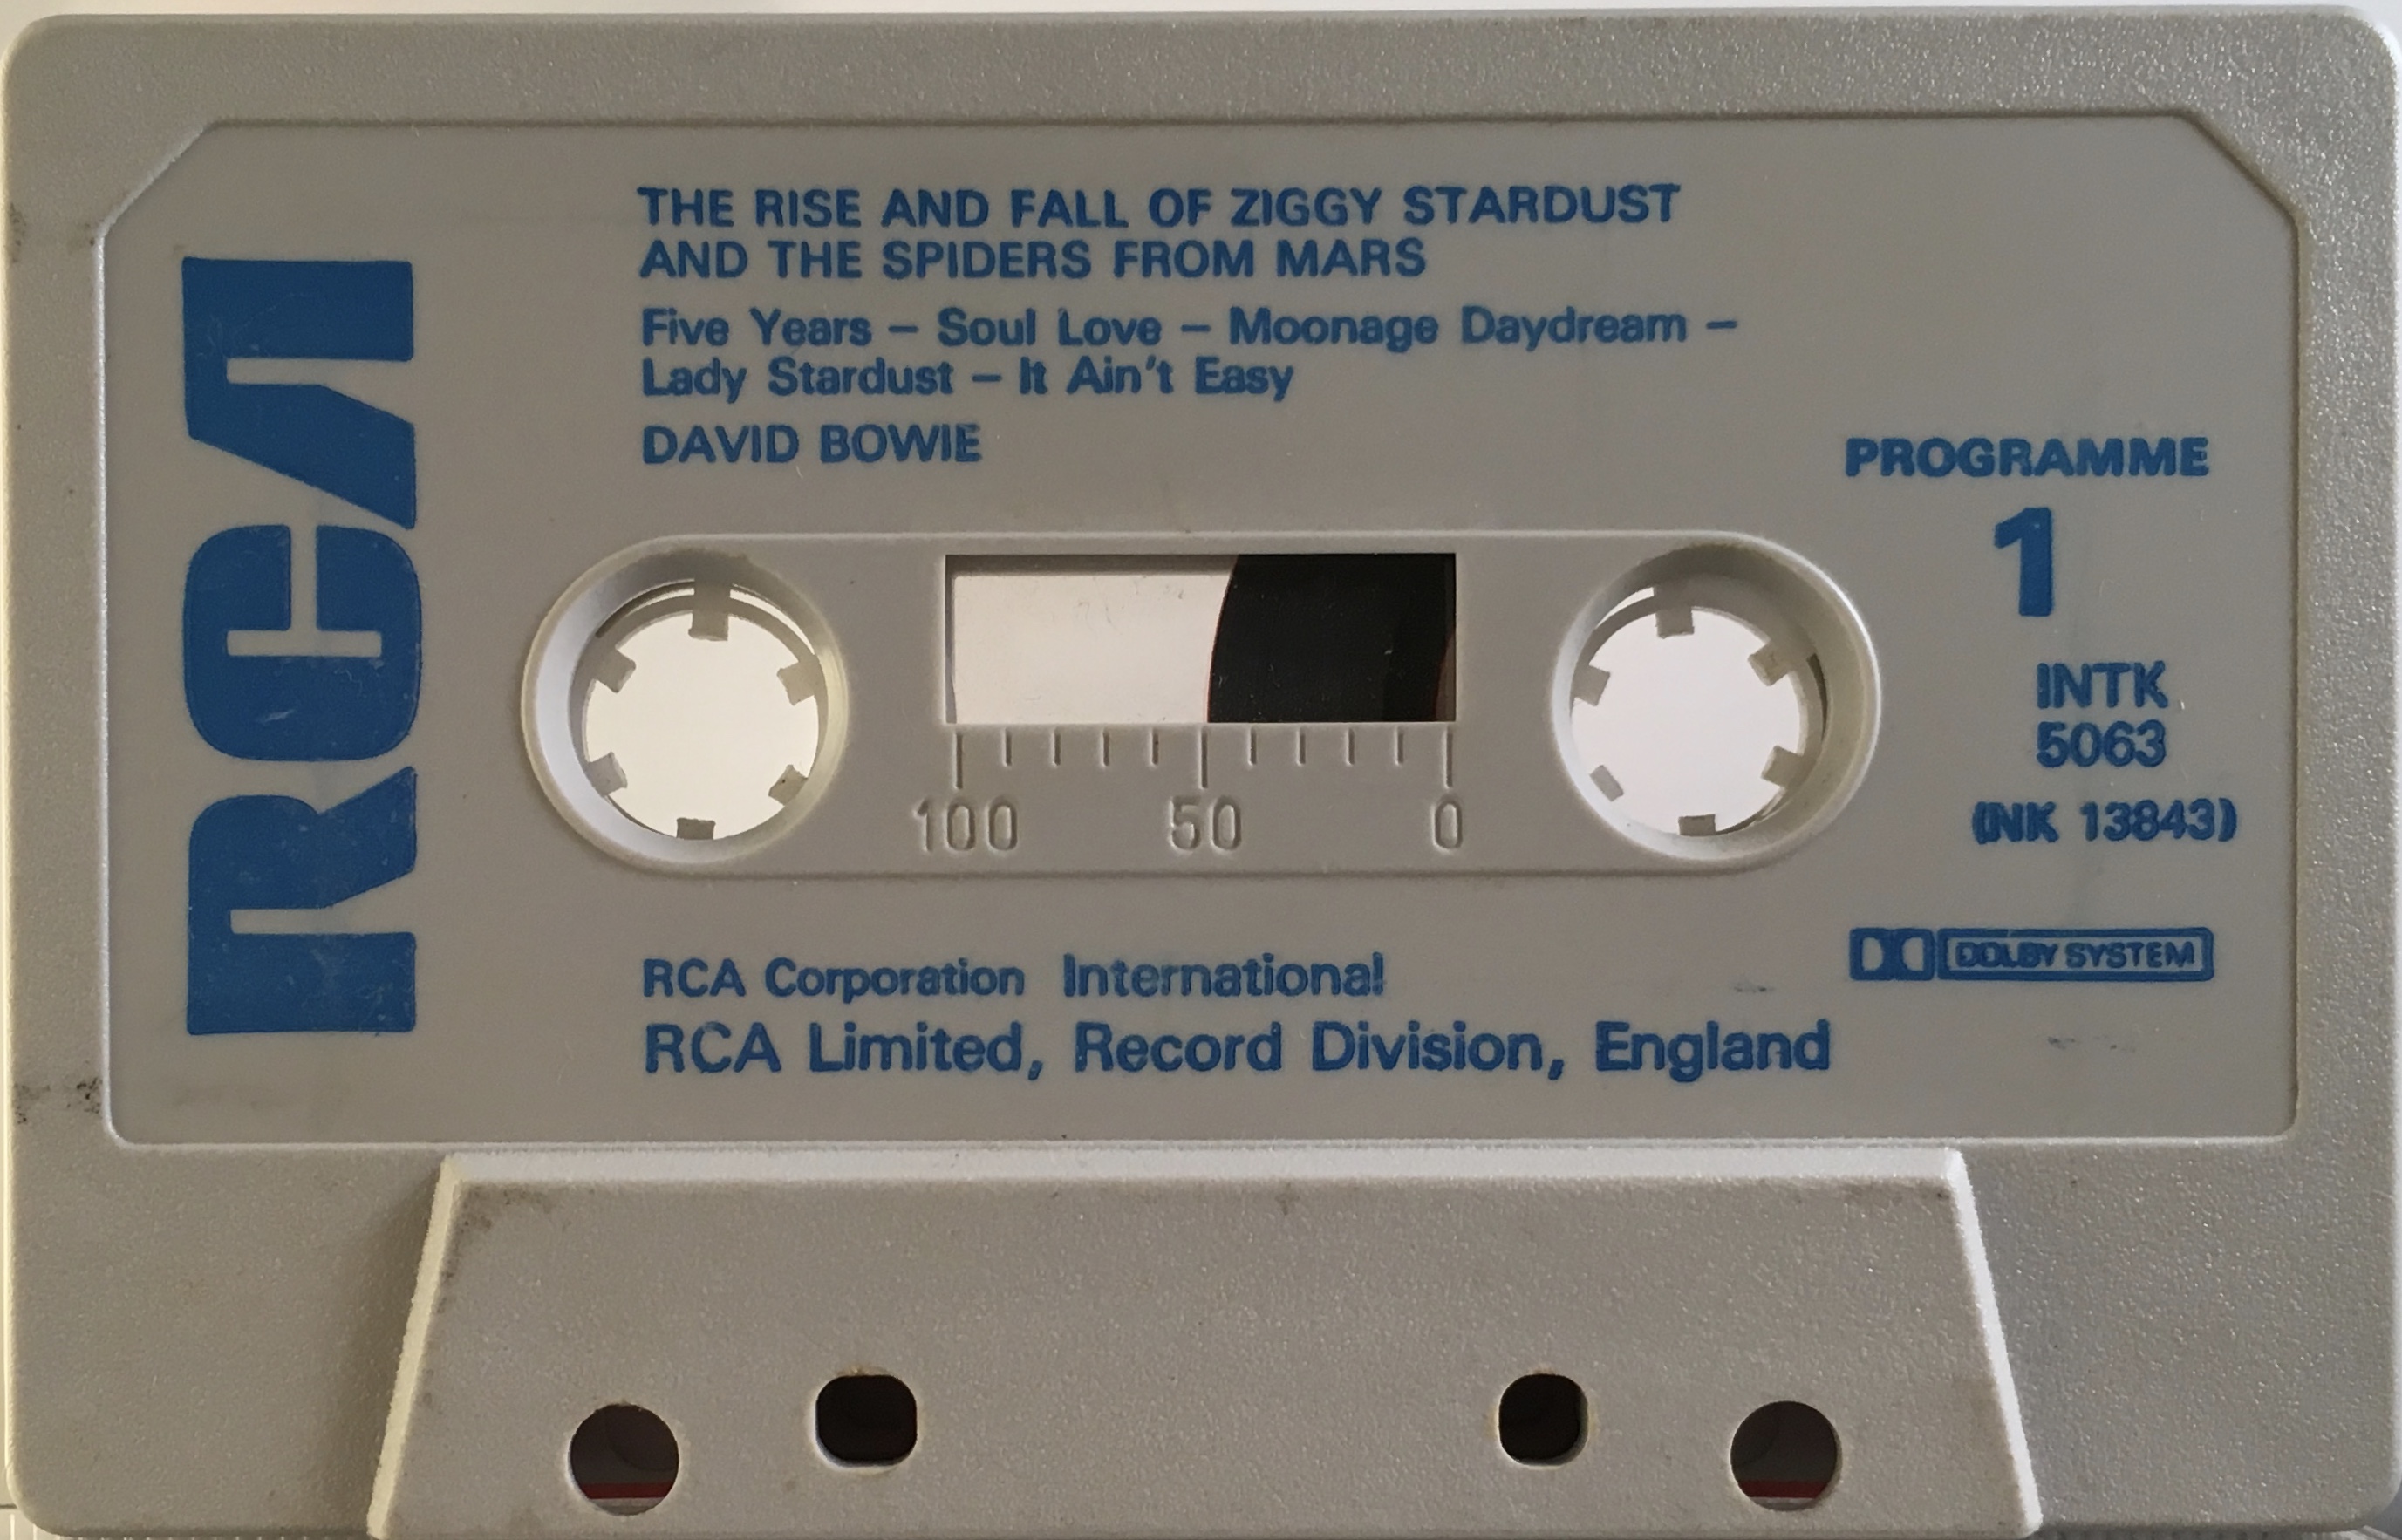 RCA
THE RISE AND FALL OF ZIGGY STARDUST
AND THE SPIDERS FROM MARS
Five Years – Soul Love – Moonage Daydream –
Lady Stardust – It Ain't Easy
DAVID BOWIE
PROGRAMME
1
INTK
5063
(NK 13843)
100 50 0
DOLBY SYSTEM
RCA Corporation International
RCA Limited, Record Division, England